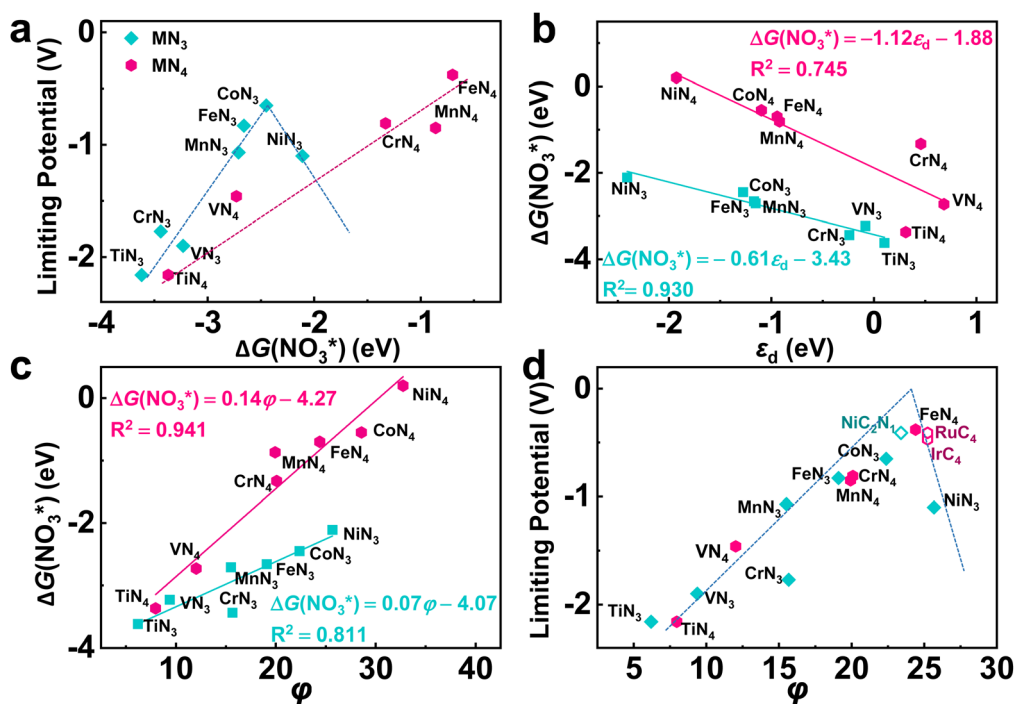 a
MN₃
MN₄
0
-1
-2
Limiting Potential (V)
CoN₃
FeN₃
MnN₃
NiN₃
FeN₄
MnN₄
CrN₄
VN₄
CrN₃
VN₃
TiN₃
TiN₄
-4 -3 -2 -1
ΔG(NO₃*) (eV)
b
ΔG(NO₃*) = −1.12εd − 1.88
R² = 0.745
0
-2
-4
ΔG(NO₃*) (eV)
NiN₄
CoN₄
FeN₄
MnN₄
CrN₄
VN₄
TiN₄
NiN₃
CoN₃
FeN₃
MnN₃
VN₃
CrN₃
TiN₃
ΔG(NO₃*) = − 0.61εd − 3.43
R² = 0.930
-2 -1 0 1
εd (eV)
c
ΔG(NO₃*) = 0.14φ − 4.27
R² = 0.941
0
-2
-4
ΔG(NO₃*) (eV)
NiN₄
CoN₄
FeN₄
MnN₄
CrN₄
VN₄
TiN₄
NiN₃
CoN₃
FeN₃
MnN₃
CrN₃
VN₃
TiN₃
ΔG(NO₃*) = 0.07φ − 4.07
R² = 0.811
10 20 30 40
φ
d
0
-1
-2
Limiting Potential (V)
FeN₄
NiC₂N₁
RuC₄
IrC₄
CoN₃
FeN₃
CrN₄
MnN₄
NiN₃
MnN₃
VN₄
CrN₃
VN₃
TiN₃
TiN₄
5 10 15 20 25 30
φ